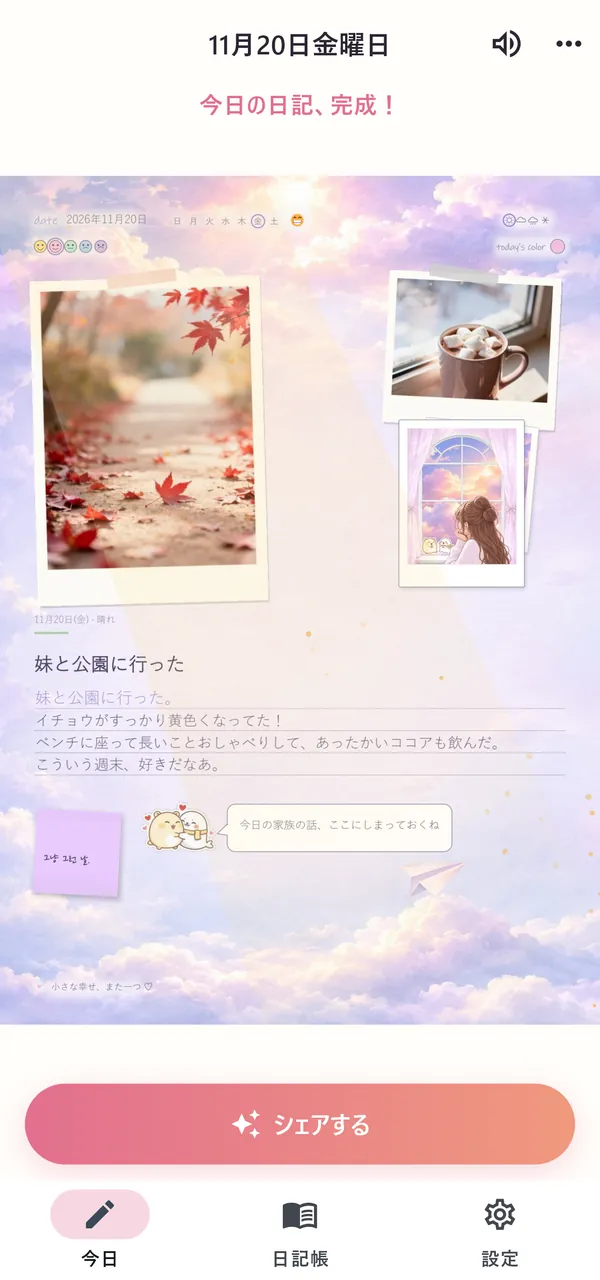 11月20日金曜日
今日の日記、完成！
date 2026年11月20日 日 月 火 水 木 金 土
today's color
11月20日(金) · 晴れ
妹と公園に行った
妹と公園に行った。
イチョウがすっかり黄色くなってた！
ベンチに座って長いことおしゃべりして、あったかいココアも飲んだ。
こういう週末、好きだなあ。
今日の家族の話、ここにしまっておくね
그냥 그런 날.
小さな幸せ、また一つ ♡
シェアする
今日 日記帳 設定